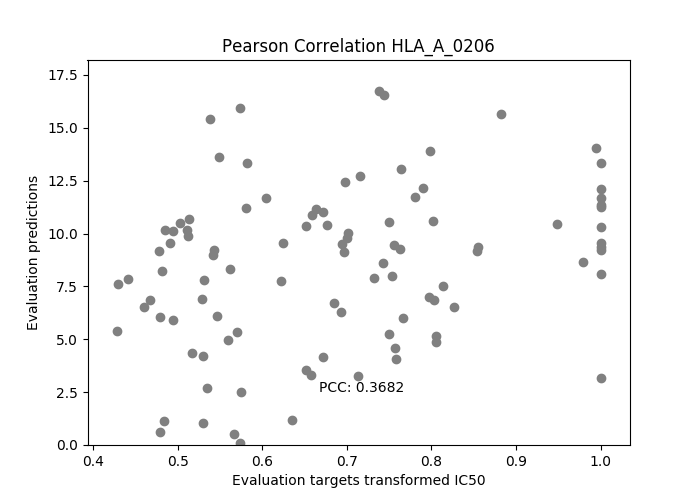 Pearson Correlation HLA_A_0206
17.5
15.0
12.5
10.0
7.5
5.0
2.5
0.0
Evaluation predictions
PCC: 0.3682
0.4 0.5 0.6 0.7 0.8 0.9 1.0
Evaluation targets transformed IC50